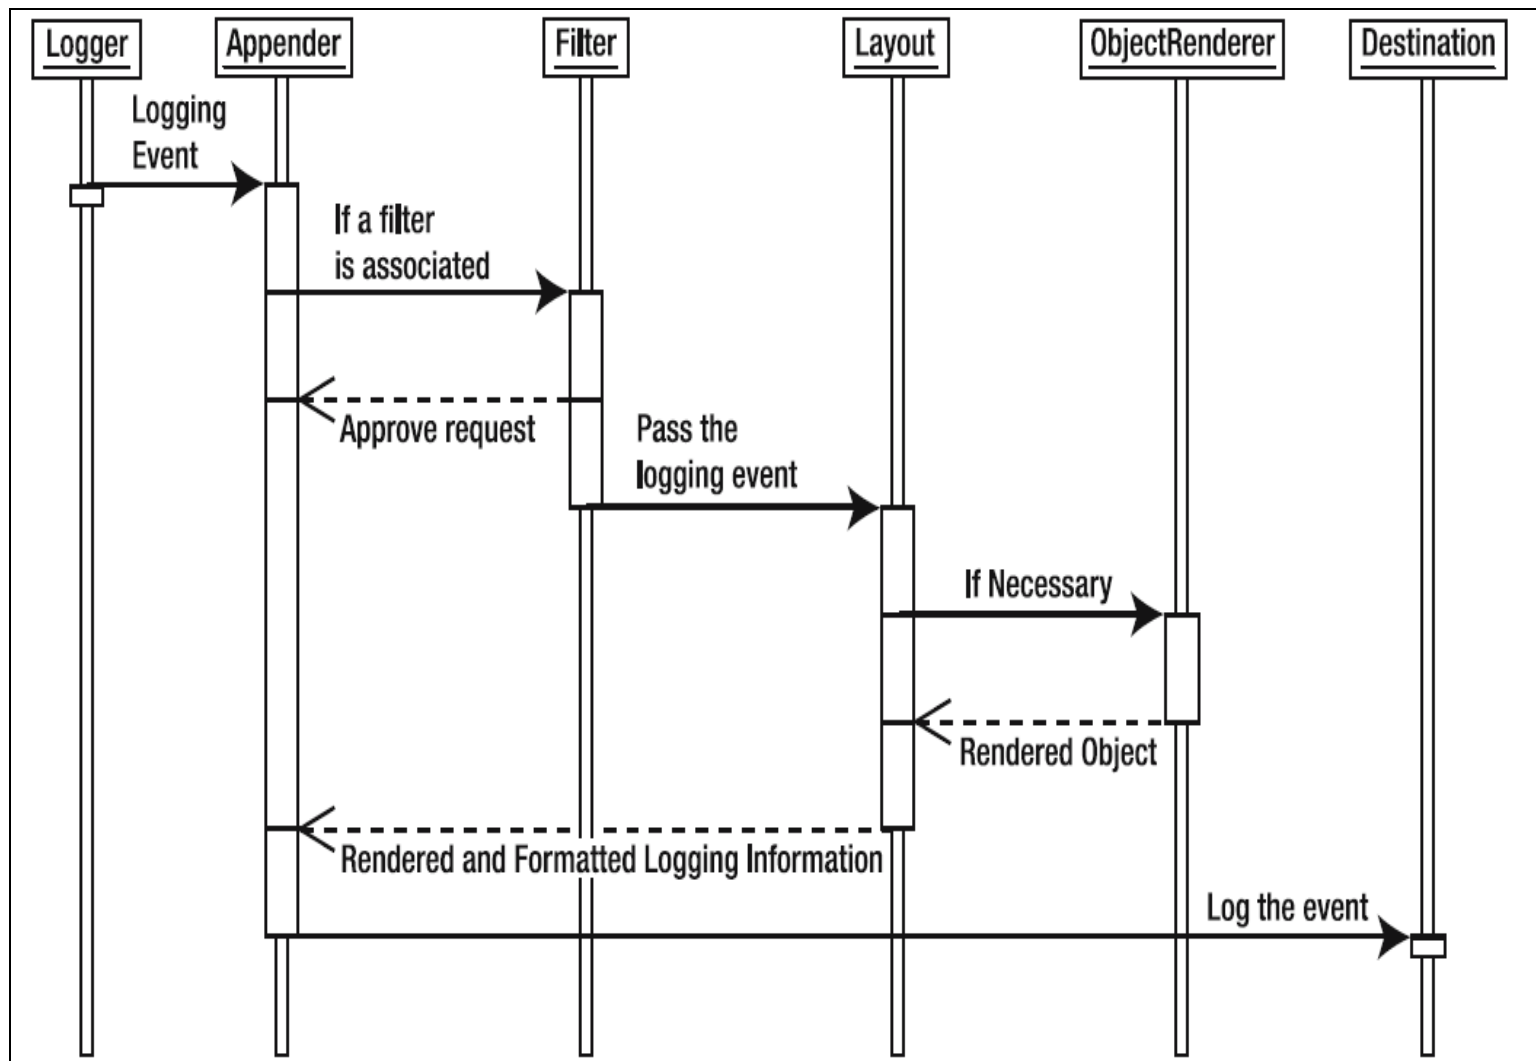 Logger
Appender
Filter
Layout
ObjectRenderer
Destination
Logging
Event
If a filter
is associated
Approve request
Pass the
logging event
If Necessary
Rendered Object
Rendered and Formatted Logging Information
Log the event